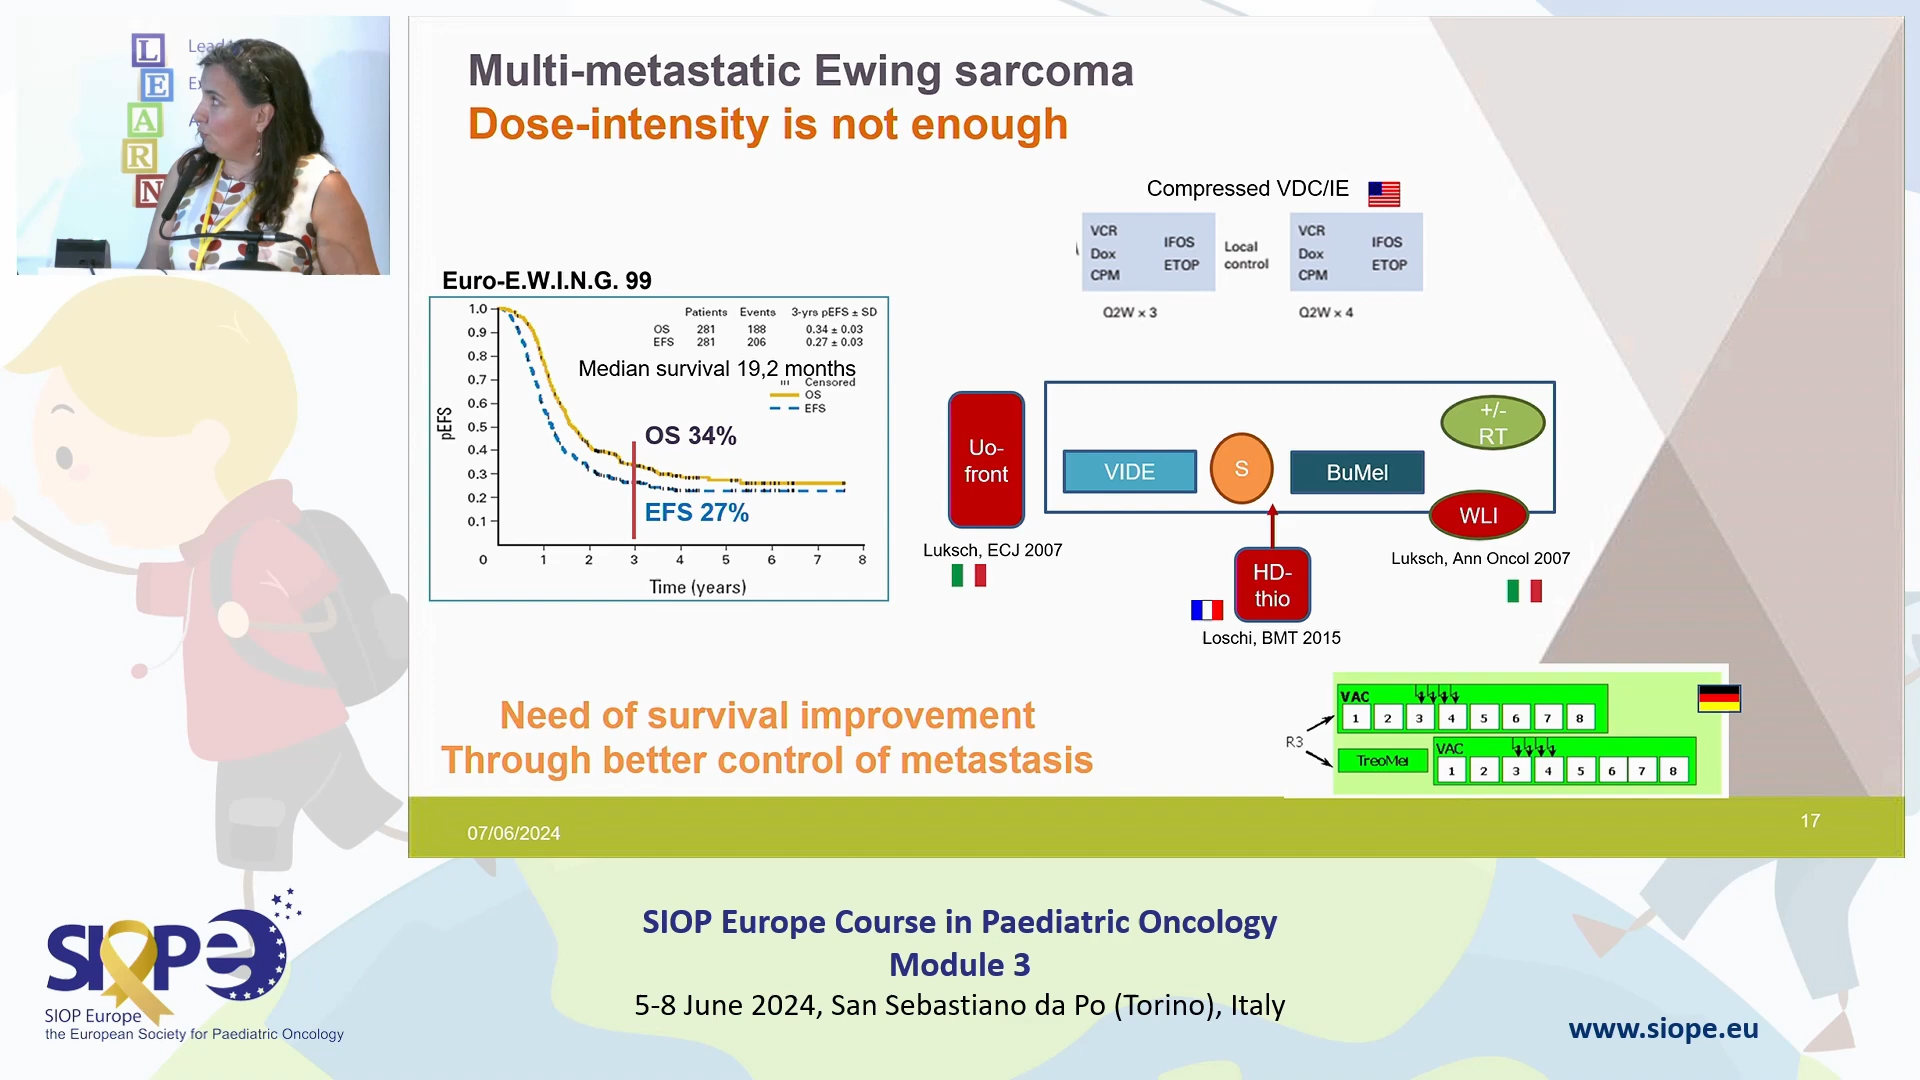 L
E
A
R
N
Lead
Multi-metastatic Ewing sarcoma
Dose-intensity is not enough
Compressed VDC/IE
VCR
Dox
CPM
IFOS
ETOP
Local
control
VCR
Dox
CPM
IFOS
ETOP
Q2W x 3
Q2W x 4
Euro-E.W.I.N.G. 99
Patients Events 3-yrs pEFS ± SD
OS 281 188 0.34 ± 0.03
EFS 281 206 0.27 ± 0.03
Median survival 19,2 months
Censored
OS
EFS
OS 34%
EFS 27%
pEFS
1.0
0.9
0.8
0.7
0.6
0.5
0.4
0.3
0.2
0.1
0 1 2 3 4 5 6 7 8
Time (years)
Uo-
front
VIDE
S
BuMel
+/-
RT
WLI
Luksch, ECJ 2007
HD-
thio
Luksch, Ann Oncol 2007
Loschi, BMT 2015
Need of survival improvement
Through better control of metastasis
R3
VAC
1 2 3 4 5 6 7 8
TreoMel
VAC
1 2 3 4 5 6 7 8
07/06/2024
17
SIOPe
SIOP Europe
the European Society for Paediatric Oncology
SIOP Europe Course in Paediatric Oncology
Module 3
5-8 June 2024, San Sebastiano da Po (Torino), Italy
www.siope.eu